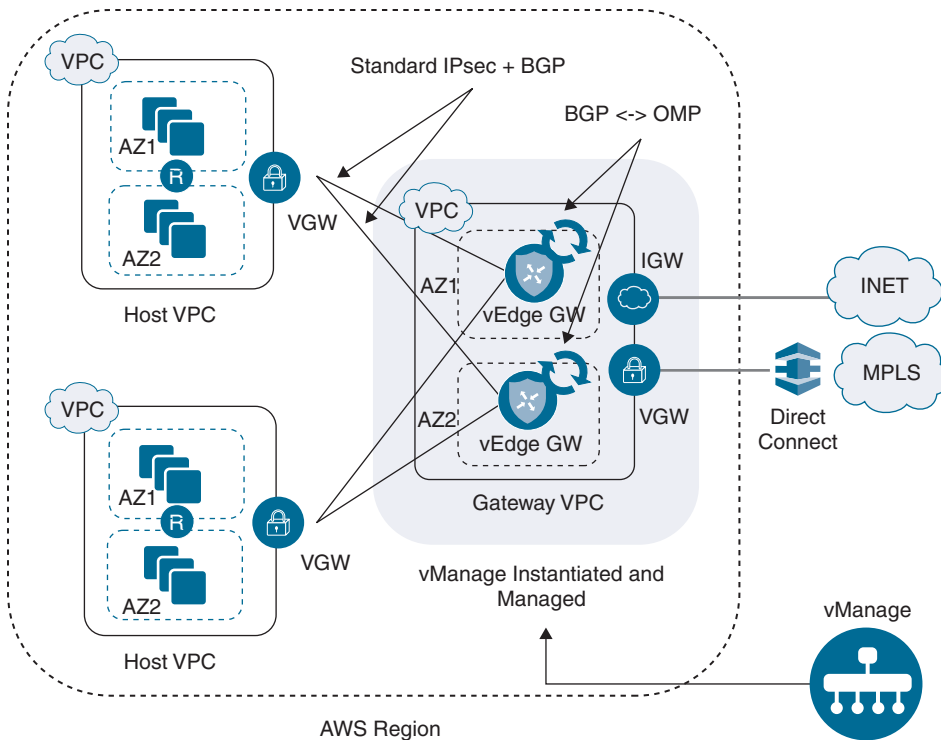 VPC
Standard IPsec + BGP
BGP <-> OMP
AZ1
R
AZ2
VGW
Host VPC
VPC
AZ1
vEdge GW
IGW
INET
AZ2
vEdge GW
VGW
MPLS
Direct
Connect
Gateway VPC
VPC
AZ1
R
AZ2
VGW
Host VPC
vManage Instantiated and
Managed
vManage
AWS Region